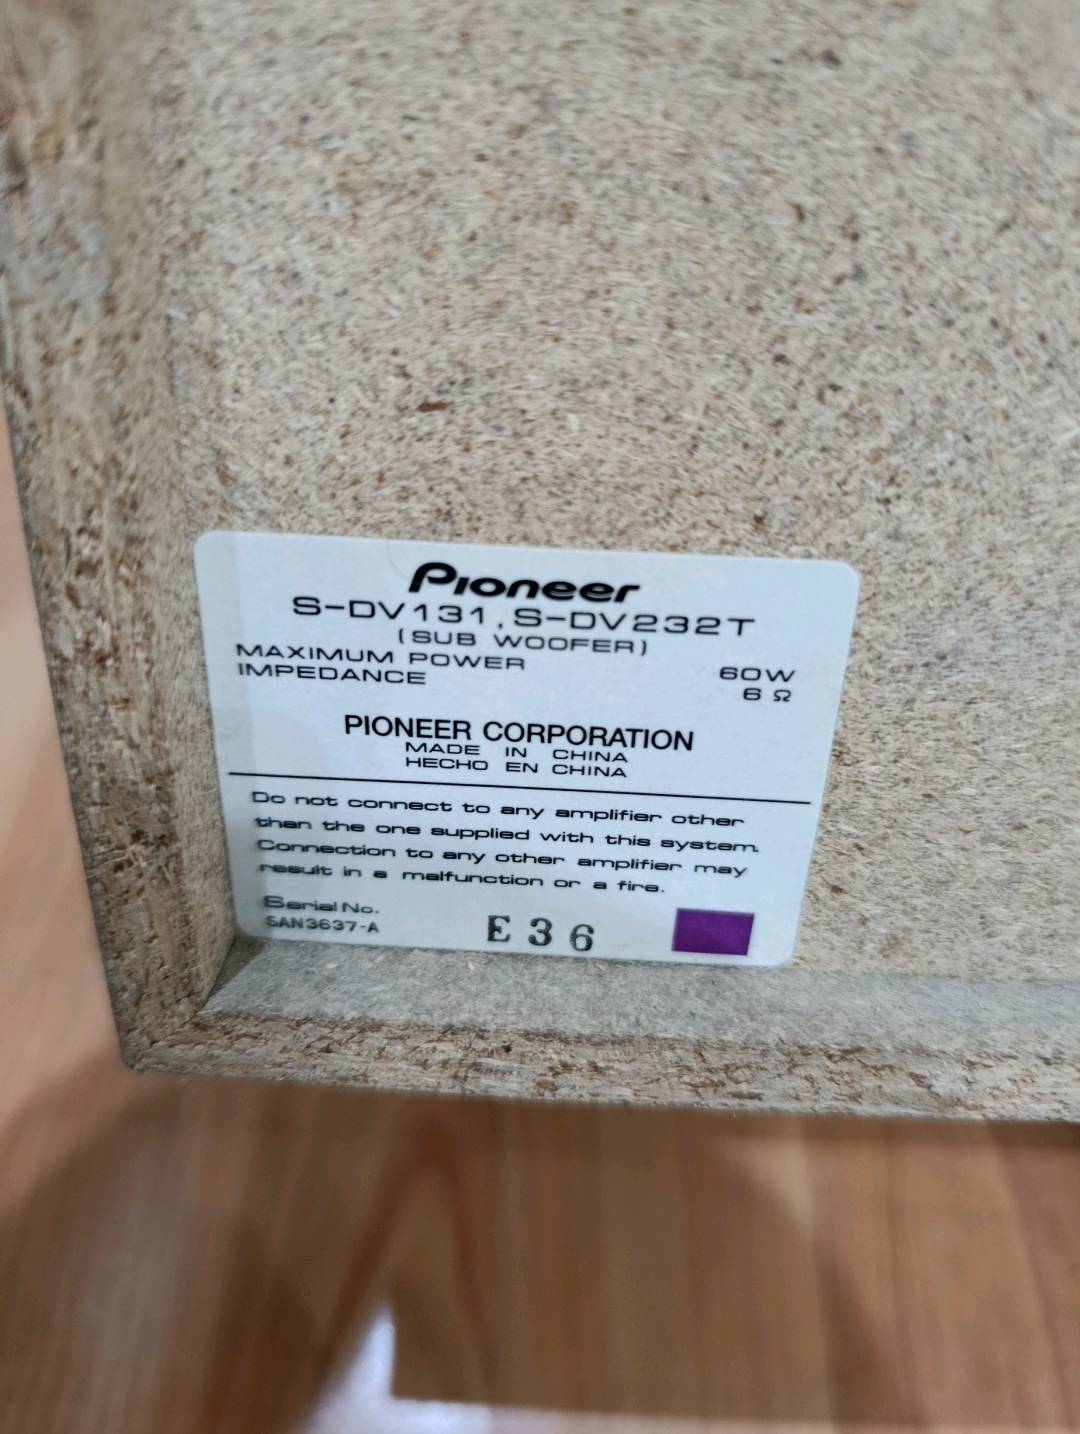 Pioneer
S-DV131, S-DV232T
(SUB WOOFER)
MAXIMUM POWER 60W
IMPEDANCE 6 Ω
PIONEER CORPORATION
MADE IN CHINA
HECHO EN CHINA
Do not connect to any amplifier other
than the one supplied with this system.
Connection to any other amplifier may
result in a malfunction or a fire.
Serial No.
SAN3637-A E36